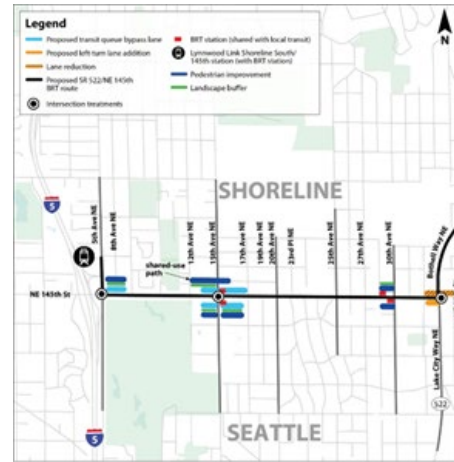 Legend
Proposed transit queue bypass lane
Proposed left-turn lane addition
Lane reduction
Proposed SR 522/NE 145th
BRT route
Intersection treatments
BRT station (shared with local transit)
Lynnwood Link Shoreline South/
145th station (with BRT station)
Pedestrian improvement
Landscape buffer
N
SHORELINE
5
5th Ave NE
8th Ave NE
12th Ave NE
15th Ave NE
17th Ave NE
19th Ave NE
20th Ave NE
23rd Pl NE
25th Ave NE
27th Ave NE
30th Ave NE
Bothell Way NE
shared-use
path
NE 145th St
Lake City Way NE
522
SEATTLE
5